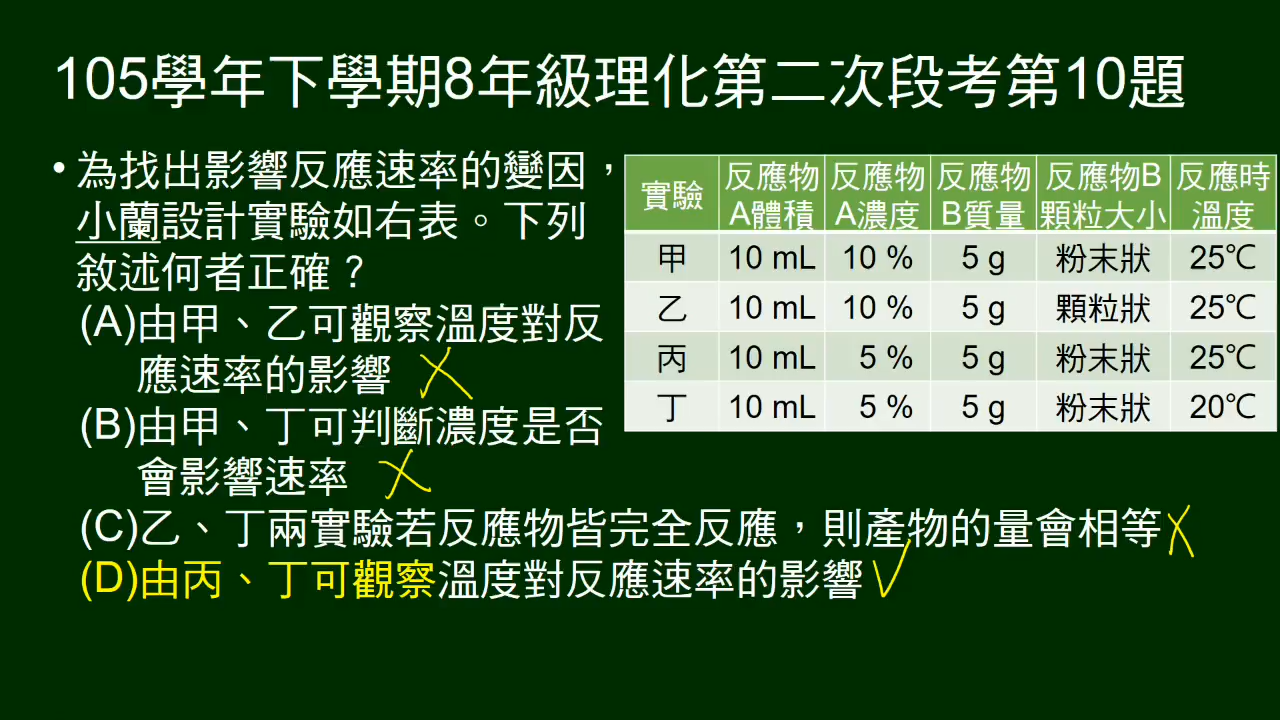 105學年下學期8年級理化第二次段考第10題
• 為找出影響反應速率的變因，
小蘭設計實驗如右表。下列
敘述何者正確？
(A)由甲、乙可觀察溫度對反
應速率的影響 ×
(B)由甲、丁可判斷濃度是否
會影響速率 ×
(C)乙、丁兩實驗若反應物皆完全反應，則產物的量會相等 ×
(D)由丙、丁可觀察溫度對反應速率的影響 ✓
實驗 反應物A體積 反應物A濃度 反應物B質量 反應物B顆粒大小 反應時溫度
甲 10 mL 10 % 5 g 粉末狀 25℃
乙 10 mL 10 % 5 g 顆粒狀 25℃
丙 10 mL 5 % 5 g 粉末狀 25℃
丁 10 mL 5 % 5 g 粉末狀 20℃